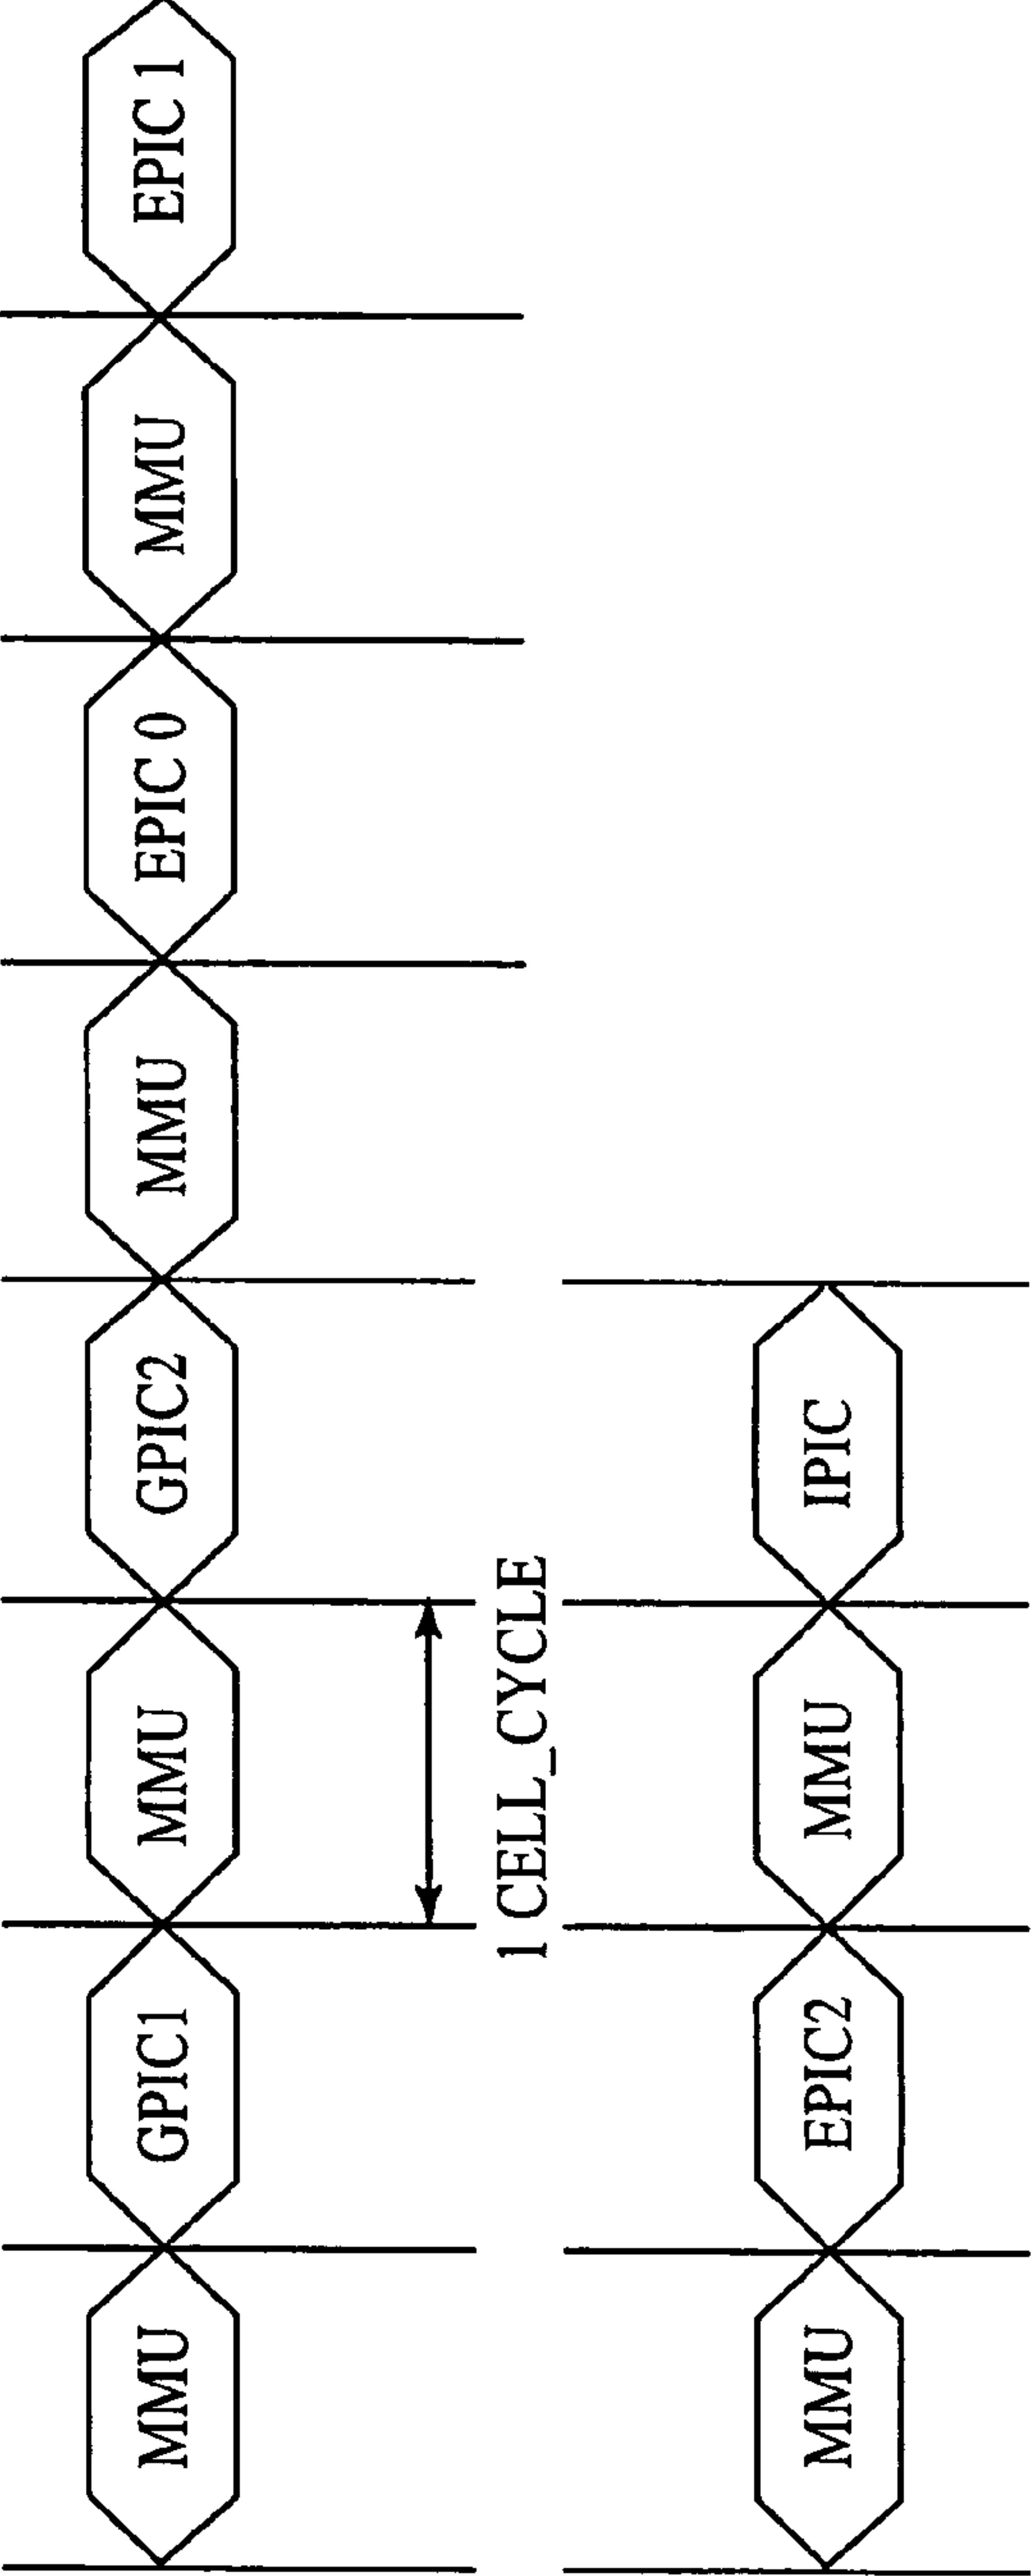 MMU
GPIC1
MMU
GPIC2
MMU
EPIC 0
MMU
EPIC 1
1 CELL_CYCLE
MMU
EPIC2
MMU
IPIC